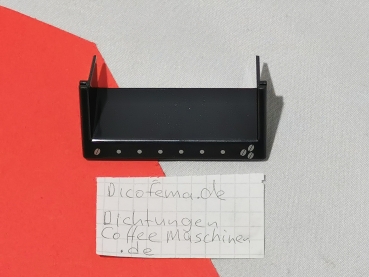 Dicofema.de
Dichtungen
Coffee Maschinen
.de